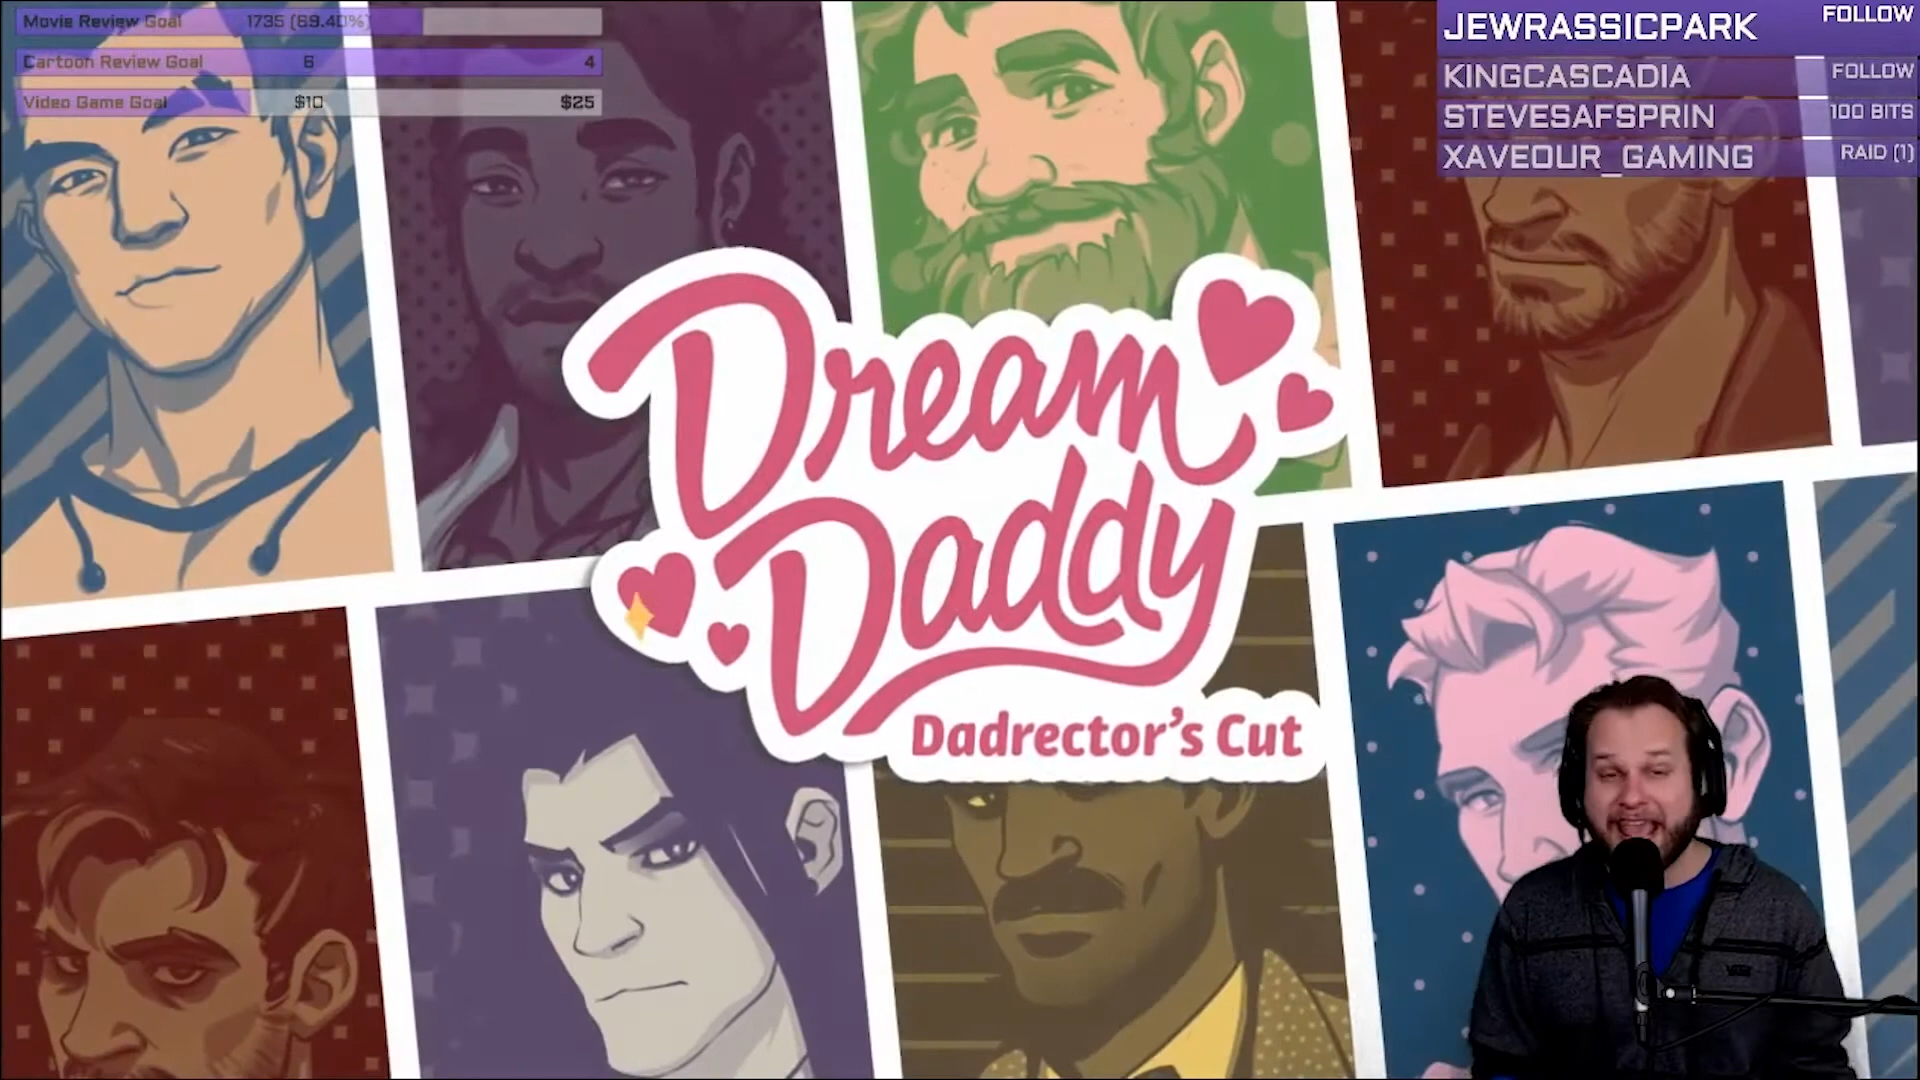 Movie Review Goal 1735 (69.40%)
Cartoon Review Goal 6 4
Video Game Goal $10 $25
JEWRASSICPARK FOLLOW
KINGCASCADIA FOLLOW
STEVESAFSPRIN 100 BITS
XAVEOUR_GAMING RAID (1)
Dream
Daddy
Dadrector's Cut
VANS